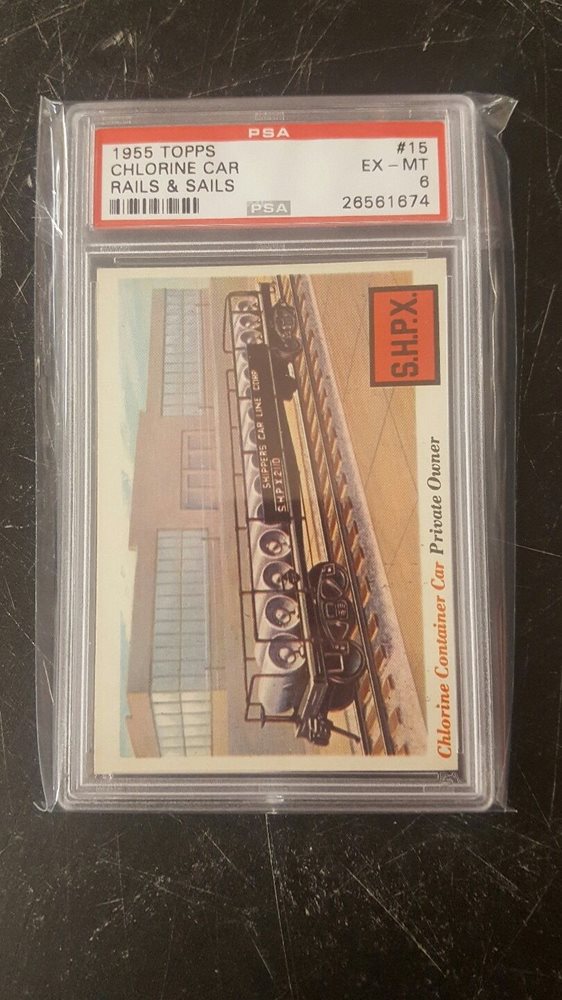 PSA
1955 TOPPS #15
CHLORINE CAR EX - MT
RAILS & SAILS 6
PSA 26561674
S.H.P.X.
SHIPPERS CAR LINE CORP
Chlorine Container Car Private Owner